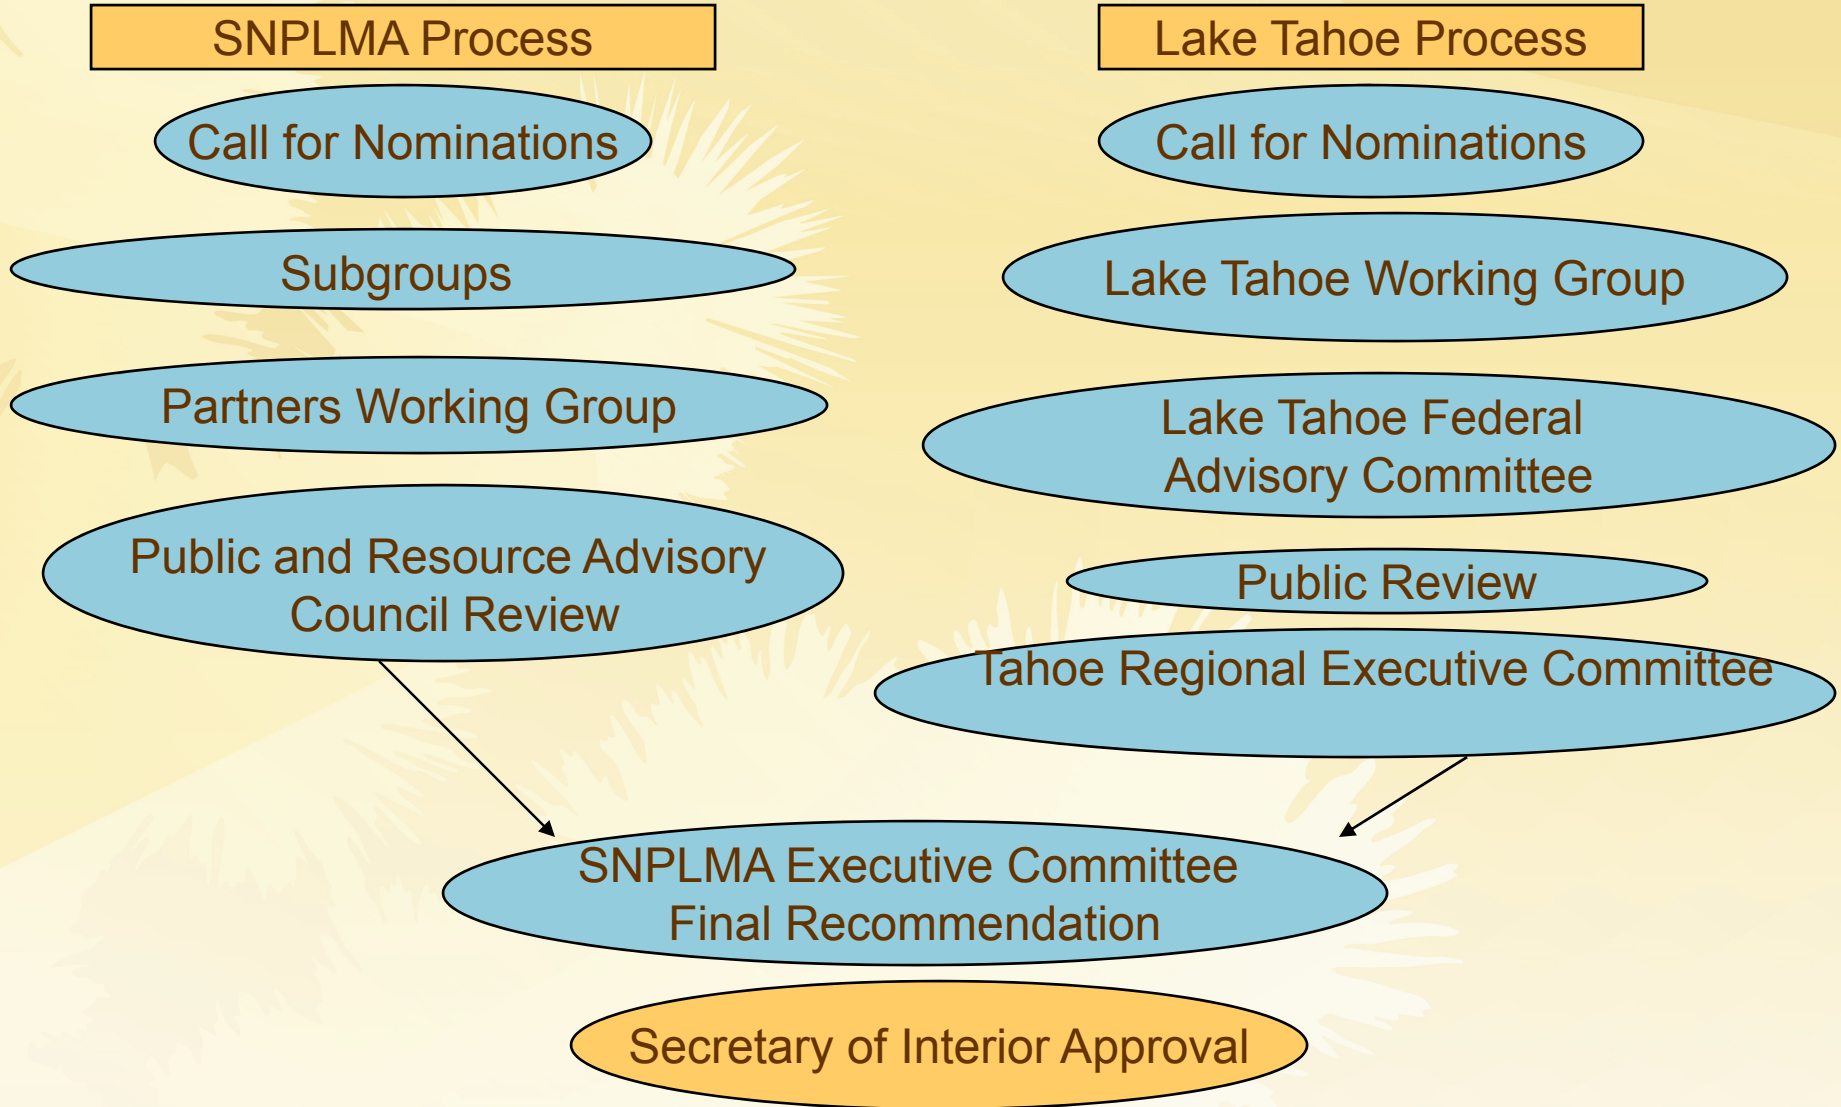 SNPLMA Process
Call for Nominations
Subgroups
Partners Working Group
Public and Resource Advisory
Council Review
Lake Tahoe Process
Call for Nominations
Lake Tahoe Working Group
Lake Tahoe Federal
Advisory Committee
Public Review
Tahoe Regional Executive Committee
SNPLMA Executive Committee
Final Recommendation
Secretary of Interior Approval